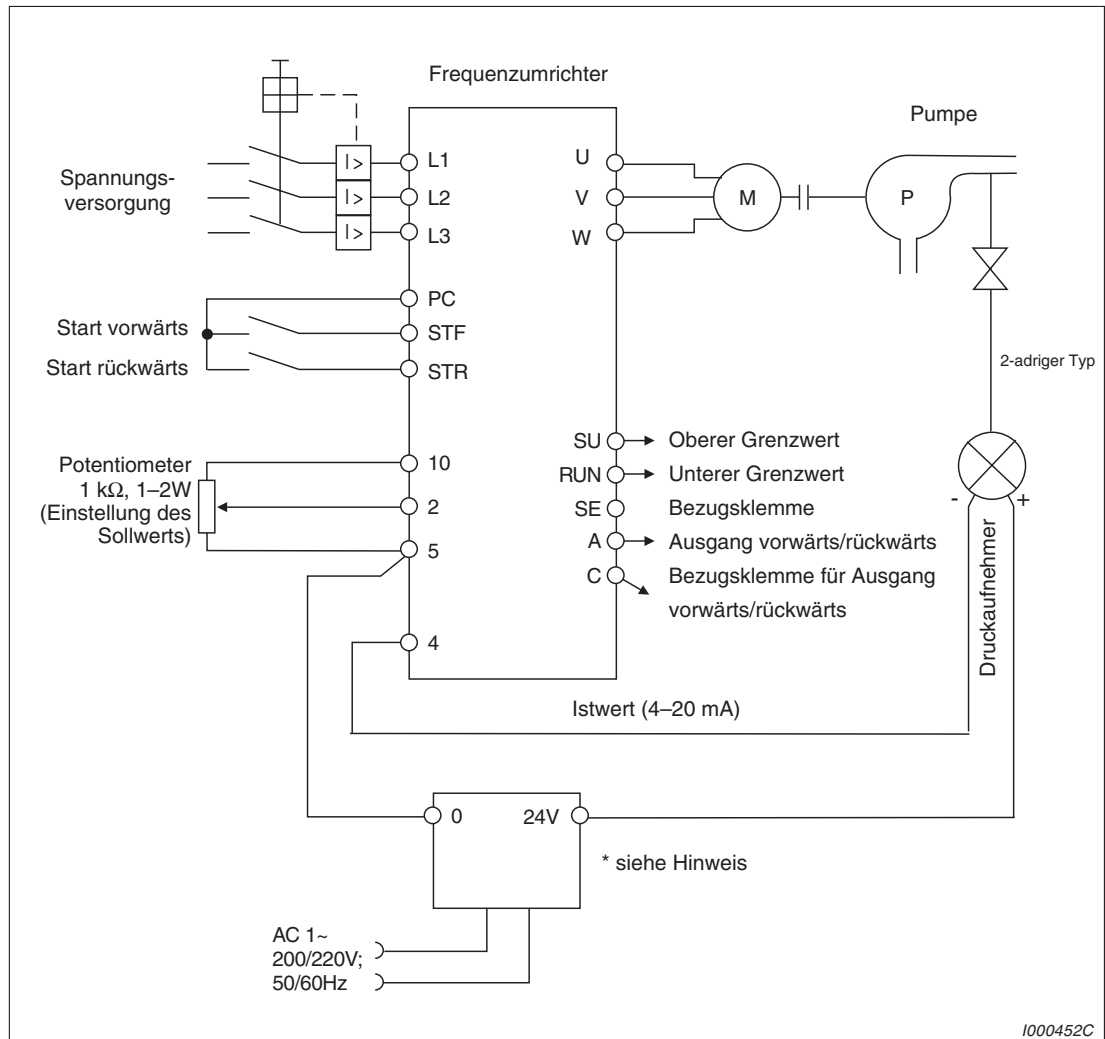 Frequenzumrichter
Pumpe
Spannungs-
versorgung
I>
I>
I>
L1
L2
L3
U
V
W
M
P
PC
STF
STR
Start vorwärts
Start rückwärts
2-adriger Typ
Potentiometer
1 kΩ, 1–2W
(Einstellung des
Sollwerts)
10
2
5
4
SU
Oberer Grenzwert
RUN
Unterer Grenzwert
SE
Bezugsklemme
A
Ausgang vorwärts/rückwärts
C
Bezugsklemme für Ausgang
vorwärts/rückwärts
-
+
Druckaufnehmer
Istwert (4–20 mA)
0
24V
* siehe Hinweis
AC 1~
200/220V;
50/60Hz
I000452C